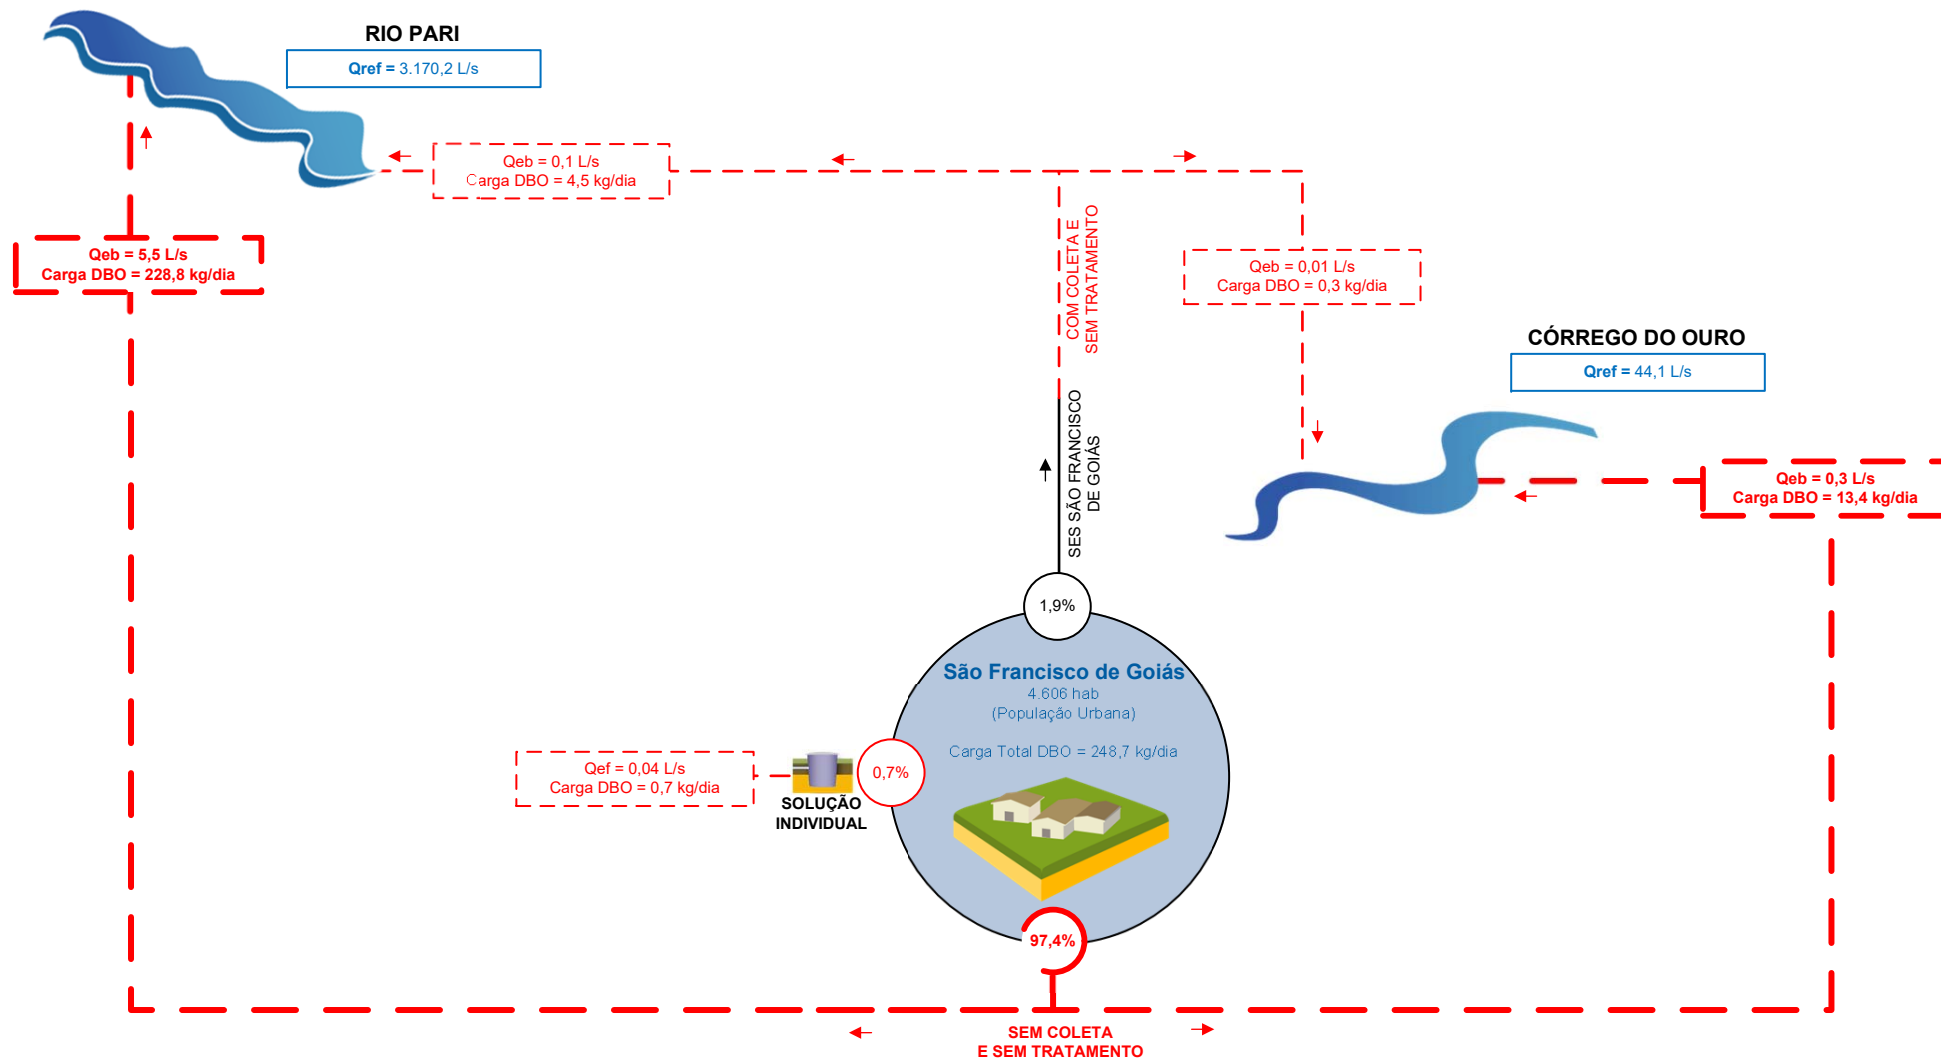 RIO PARI
Qref = 3.170,2 L/s
Qeb = 0,1 L/s
Carga DBO = 4,5 kg/dia
COM COLETA E
SEM TRATAMENTO
Qeb = 5,5 L/s
Carga DBO = 228,8 kg/dia
Qeb = 0,01 L/s
Carga DBO = 0,3 kg/dia
CÓRREGO DO OURO
Qref = 44,1 L/s
SES SÃO FRANCISCO
DE GOIÁS
Qeb = 0,3 L/s
Carga DBO = 13,4 kg/dia
1,9%
São Francisco de Goiás
4.606 hab
(População Urbana)
Carga Total DBO = 248,7 kg/dia
Qef = 0,04 L/s
Carga DBO = 0,7 kg/dia
0,7%
SOLUÇÃO
INDIVIDUAL
97,4%
SEM COLETA
E SEM TRATAMENTO